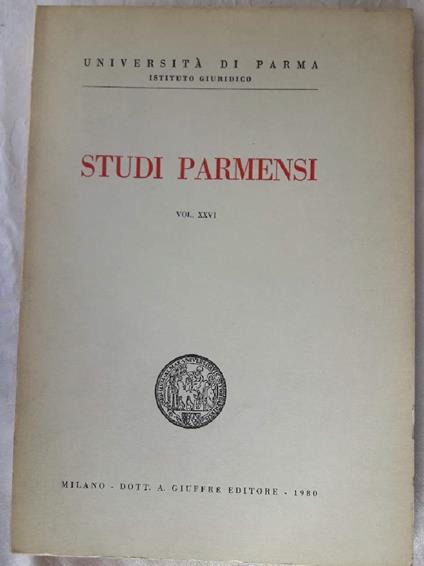 UNIVERSITÀ DI PARMA
ISTITUTO GIURIDICO
STUDI PARMENSI
VOL. XXVI
MILANO - DOTT. A. GIUFFRÈ EDITORE - 1980